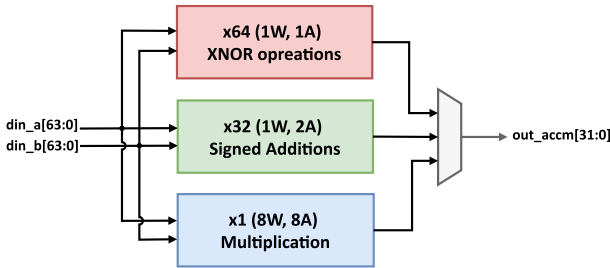 x64 (1W, 1A)
XNOR opreations
din_a[63:0]
din_b[63:0]
x32 (1W, 2A)
Signed Additions
out_accm[31:0]
x1 (8W, 8A)
Multiplication